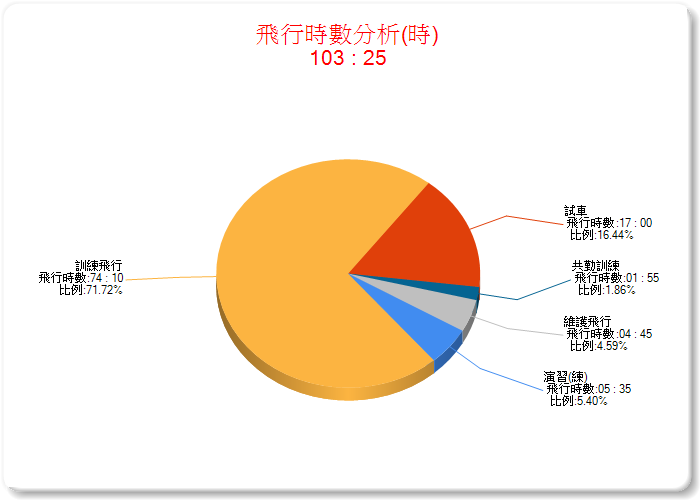 飛行時數分析(時)
103 : 25
試車
飛行時數:17 : 00
比例:16.44%
訓練飛行
飛行時數:74 : 10
比例:71.72%
共勤訓練
飛行時數:01 : 55
比例:1.86%
維護飛行
飛行時數:04 : 45
比例:4.59%
演習(練)
飛行時數:05 : 35
比例:5.40%